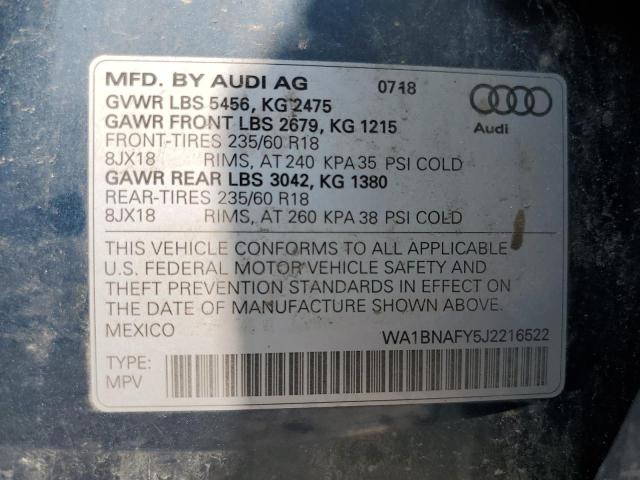 MFD. BY AUDI AG 0718
GVWR LBS 5456, KG 2475
GAWR FRONT LBS 2679, KG 1215
FRONT-TIRES 235/60 R18
8JX18 RIMS, AT 240 KPA 35 PSI COLD
GAWR REAR LBS 3042, KG 1380
REAR-TIRES 235/60 R18
8JX18 RIMS, AT 260 KPA 38 PSI COLD
Audi
THIS VEHICLE CONFORMS TO ALL APPLICABLE
U.S. FEDERAL MOTOR VEHICLE SAFETY AND
THEFT PREVENTION STANDARDS IN EFFECT ON
THE DATE OF MANUFACTURE SHOWN ABOVE.
MEXICO WA1BNAFY5J2216522
TYPE:
MPV